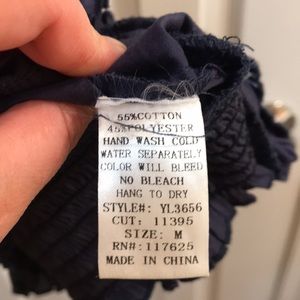 55%COTTON
45%POLYESTER
HAND WASH COLD
WATER SEPARATELY
COLOR WILL BLEED
NO BLEACH
HANG TO DRY
STYLE#: YL3656
CUT: 11395
SIZE: M
RN#:117625
MADE IN CHINA